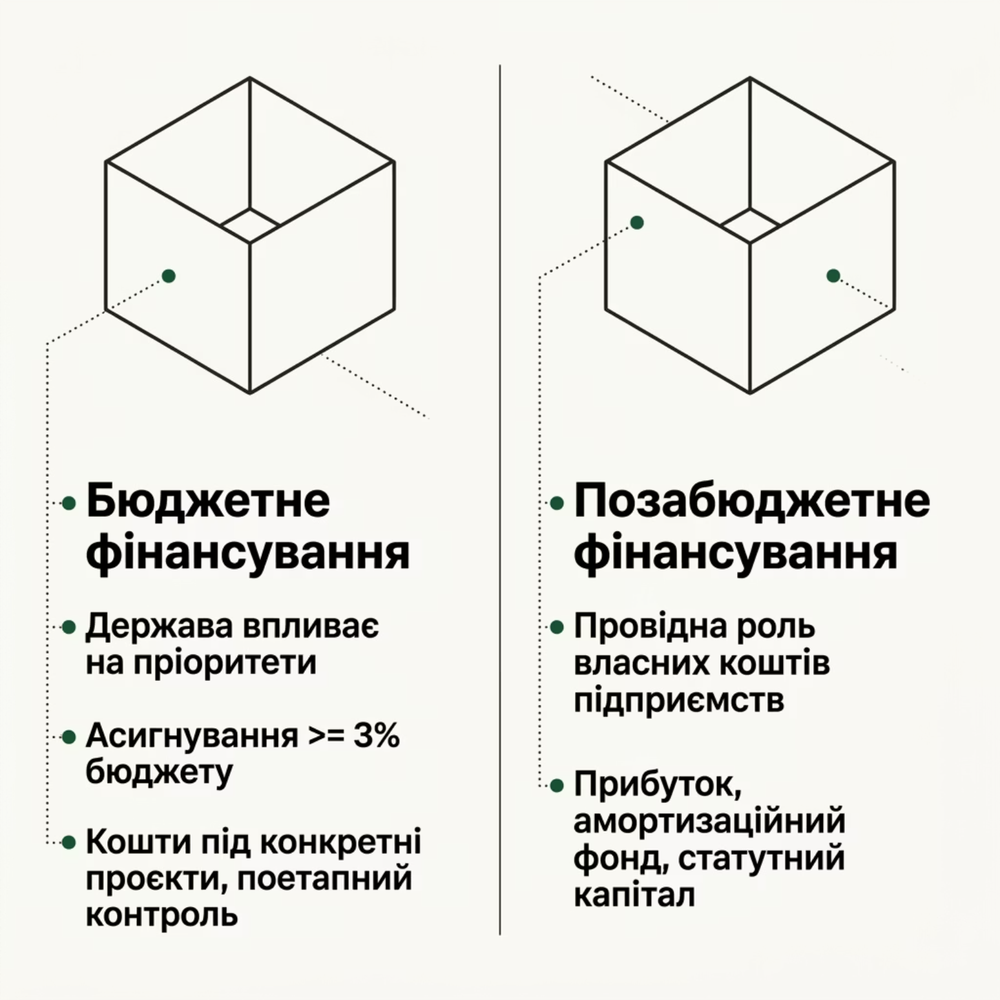 Бюджетне
фінансування
Держава впливає
на пріоритети
Асигнування >= 3%
бюджету
Кошти під конкретні
проєкти, поетапний
контроль
Позабюджетне
фінансування
Провідна роль
власних коштів
підприємств
Прибуток,
амортизаційний
фонд, статутний
капітал